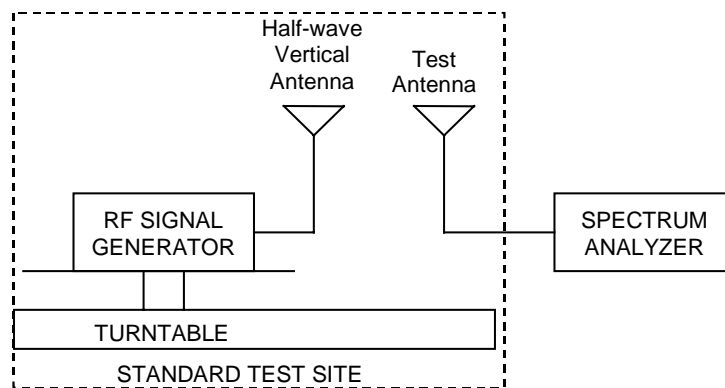 Half-wave
Vertical
Antenna
Test
Antenna
RF SIGNAL
GENERATOR
SPECTRUM
ANALYZER
TURNTABLE
STANDARD TEST SITE